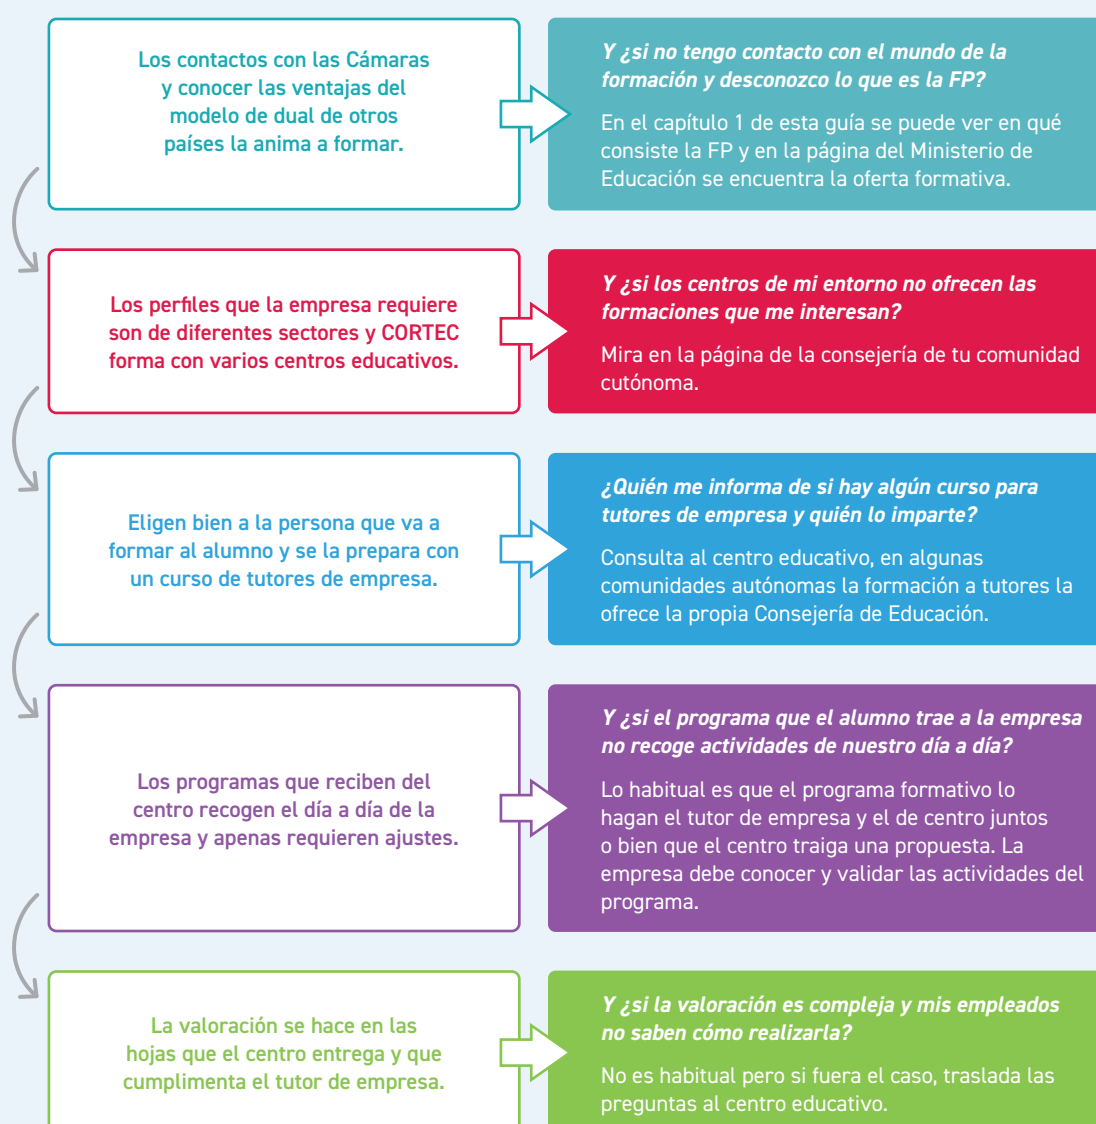 Los contactos con las Cámaras
y conocer las ventajas del
modelo de dual de otros
países la anima a formar.
Y ¿si no tengo contacto con el mundo de la
formación y desconozco lo que es la FP?
En el capítulo 1 de esta guía se puede ver en qué
consiste la FP y en la página del Ministerio de
Educación se encuentra la oferta formativa.
Los perfiles que la empresa requiere
son de diferentes sectores y CORTEC
forma con varios centros educativos.
Y ¿si los centros de mi entorno no ofrecen las
formaciones que me interesan?
Mira en la página de la consejería de tu comunidad
cutónoma.
Eligen bien a la persona que va a
formar al alumno y se la prepara con
un curso de tutores de empresa.
¿Quién me informa de si hay algún curso para
tutores de empresa y quién lo imparte?
Consulta al centro educativo, en algunas
comunidades autónomas la formación a tutores la
ofrece la propia Consejería de Educación.
Los programas que reciben del
centro recogen el día a día de la
empresa y apenas requieren ajustes.
Y ¿si el programa que el alumno trae a la empresa
no recoge actividades de nuestro día a día?
Lo habitual es que el programa formativo lo
hagan el tutor de empresa y el de centro juntos
o bien que el centro traiga una propuesta. La
empresa debe conocer y validar las actividades del
programa.
La valoración se hace en las
hojas que el centro entrega y que
cumplimenta el tutor de empresa.
Y ¿si la valoración es compleja y mis empleados
no saben cómo realizarla?
No es habitual pero si fuera el caso, traslada las
preguntas al centro educativo.